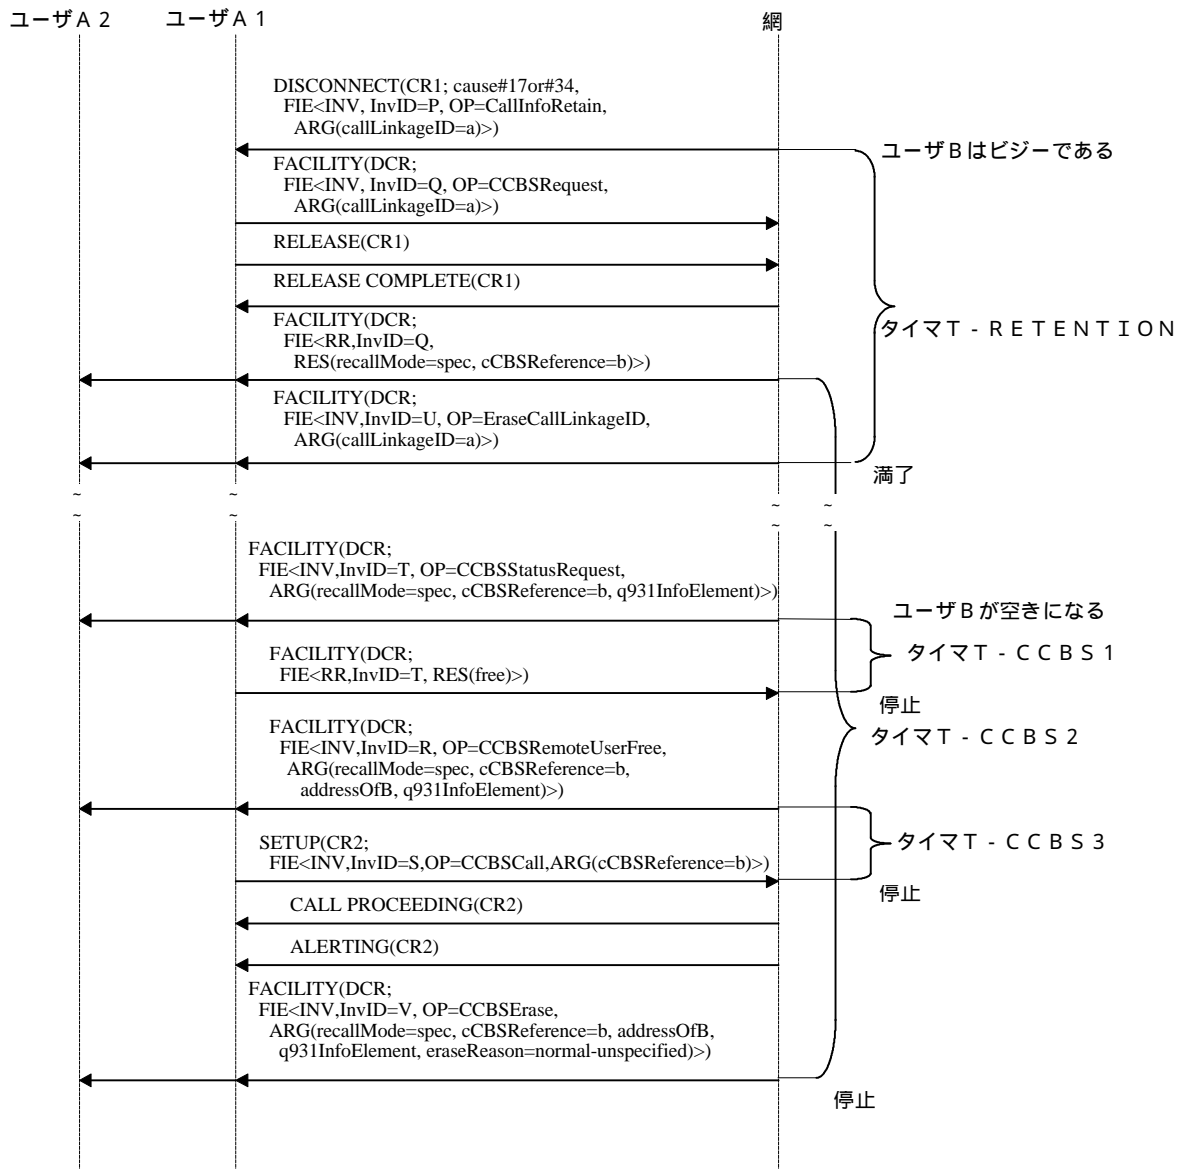 ユーザＡ２
ユーザＡ１
網
DISCONNECT(CR1; cause#17or#34,
FIE<INV, InvID=P, OP=CallInfoRetain,
ARG(callLinkageID=a)>)
ユーザＢはビジーである
FACILITY(DCR;
FIE<INV, InvID=Q, OP=CCBSRequest,
ARG(callLinkageID=a)>)
RELEASE(CR1)
RELEASE COMPLETE(CR1)
タイマＴ‐ＲＥＴＥＮＴＩＯＮ
FACILITY(DCR;
FIE<RR,InvID=Q,
RES(recallMode=spec, cCBSReference=b)>)
FACILITY(DCR;
FIE<INV,InvID=U, OP=EraseCallLinkageID,
ARG(callLinkageID=a)>)
満了
~ ~ ~ ~
~ ~ ~ ~
FACILITY(DCR;
FIE<INV,InvID=T, OP=CCBSStatusRequest,
ARG(recallMode=spec, cCBSReference=b, q931InfoElement)>)
ユーザＢが空きになる
タイマＴ‐ＣＣＢＳ１
FACILITY(DCR;
FIE<RR,InvID=T, RES(free)>)
停止
タイマＴ‐ＣＣＢＳ２
FACILITY(DCR;
FIE<INV,InvID=R, OP=CCBSRemoteUserFree,
ARG(recallMode=spec, cCBSReference=b,
addressOfB, q931InfoElement)>)
タイマＴ‐ＣＣＢＳ３
SETUP(CR2;
FIE<INV,InvID=S,OP=CCBSCall,ARG(cCBSReference=b)>)
停止
CALL PROCEEDING(CR2)
ALERTING(CR2)
FACILITY(DCR;
FIE<INV,InvID=V, OP=CCBSErase,
ARG(recallMode=spec, cCBSReference=b, addressOfB,
q931InfoElement, eraseReason=normal-unspecified)>)
停止